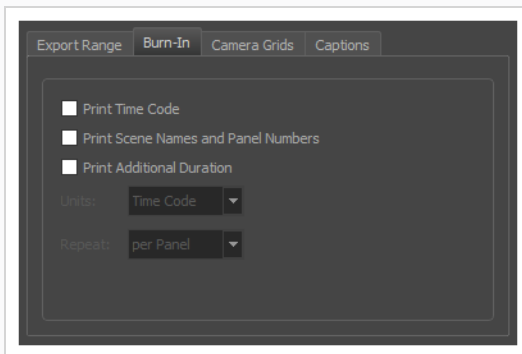 Export Range Burn-In Camera Grids Captions
Print Time Code
Print Scene Names and Panel Numbers
Print Additional Duration
Units: Time Code
Repeat: per Panel